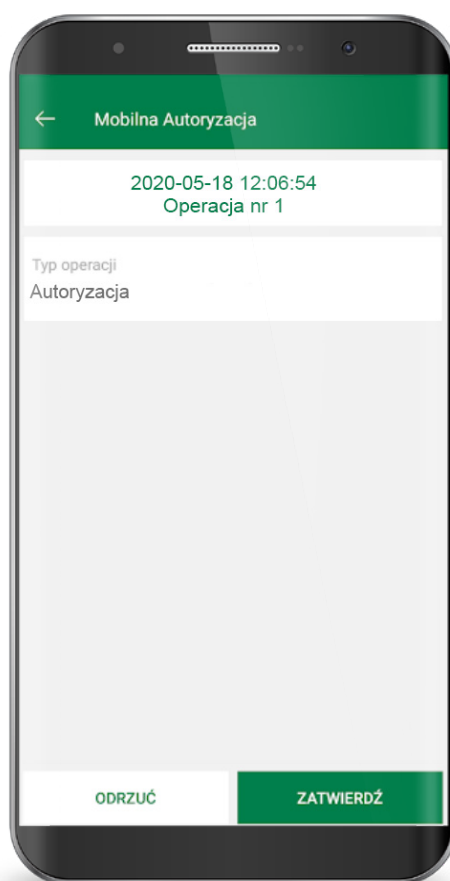 Mobilna Autoryzacja
2020-05-18 12:06:54
Operacja nr 1
Typ operacji
Autoryzacja
ODRZUĆ ZATWIERDŹ